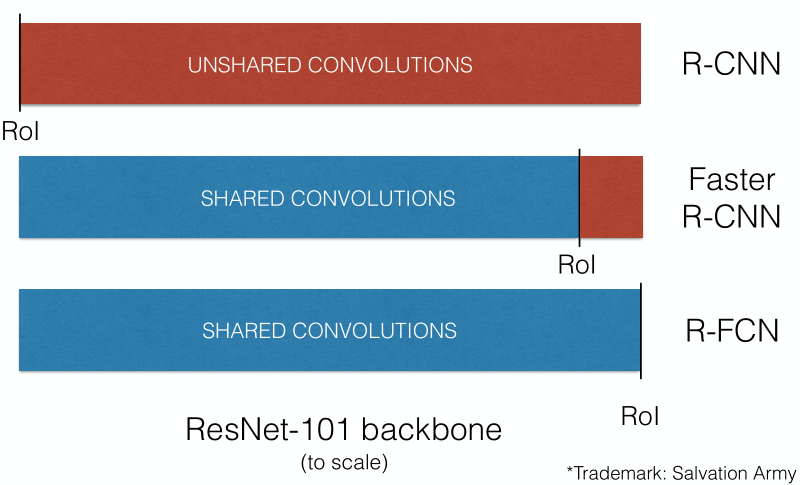 UNSHARED CONVOLUTIONS
R-CNN
RoI
SHARED CONVOLUTIONS
Faster
R-CNN
RoI
SHARED CONVOLUTIONS
R-FCN
RoI
ResNet-101 backbone
(to scale)
*Trademark: Salvation Army